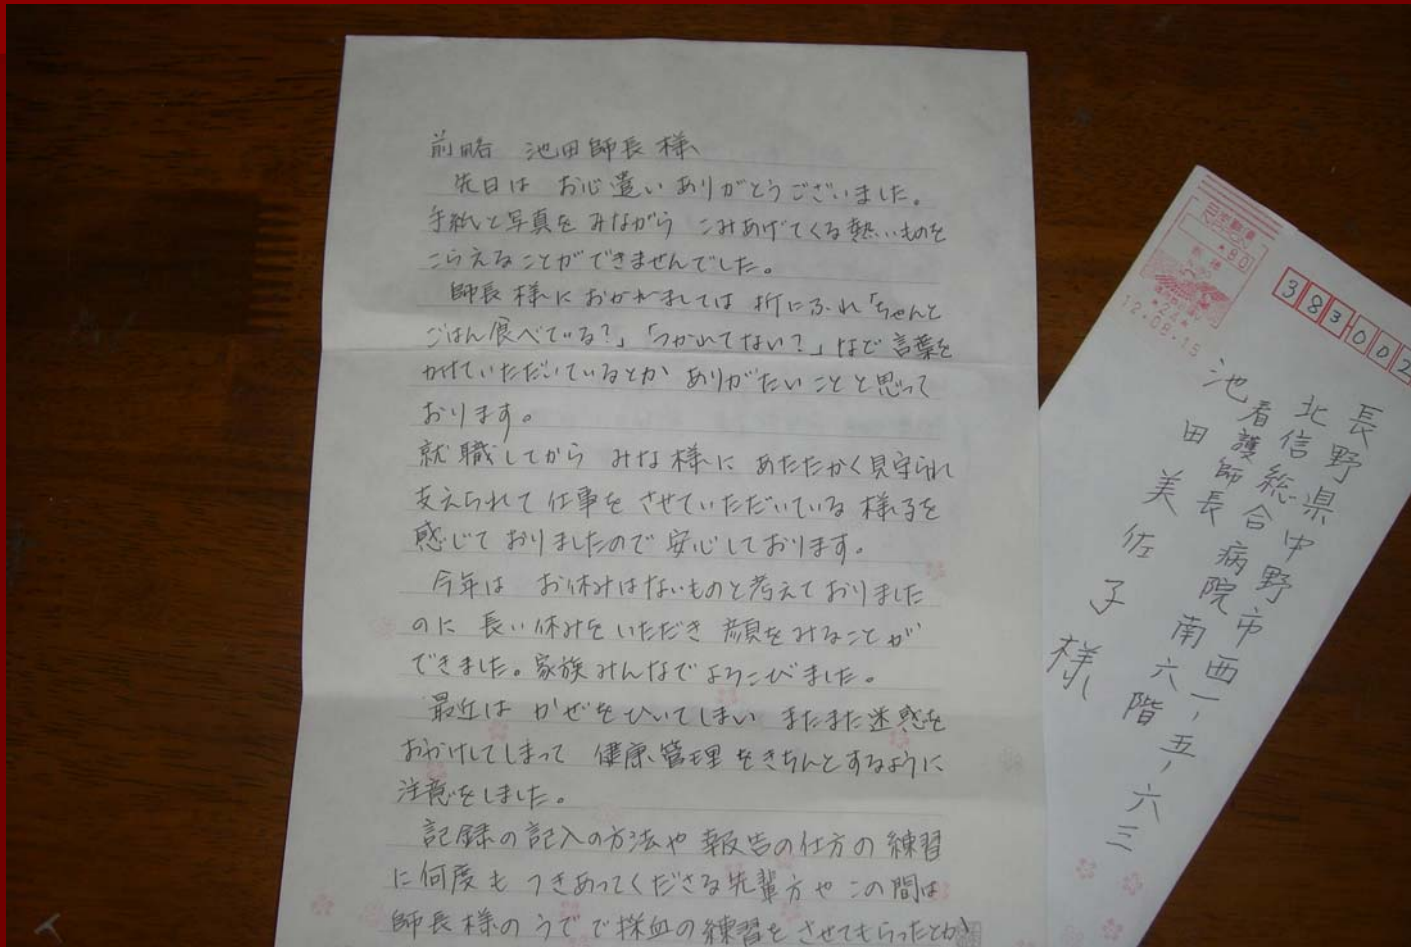 前略 池田師長様
先日は お心遣い ありがとうございました。
手紙と写真を みながら こみあげてくる熱いものを
こらえることができませんでした。
師長様に おかれましては 折にふれ「ちゃんと
ごはん食べている?」「つかれてない?」など 言葉を
かけていただいているとか ありがたいことと思って
おります。
就職してから みな様に あたたかく見守られ
支えられて 仕事を させていただいている 様子を
感じて おりましたので 安心しております。
今年は お休みはないものと考えて おりました
のに 長い休みを いただき 顔を みることが
できました。家族みんなでよろこびました。
最近は かぜをひいてしまい またまた迷惑を
おかけしてしまって 健康管理をきちんとするように
注意をしました。
記録の記入の方法や 報告の仕方の 練習
に何度も つきあってくださる先輩方や この間は
師長様の うでで採血の練習を させてもらったとか
日本郵便
NIPPON
80
12.08.15
383 002
長野県中野市西一、五、六三
北信総合病院 南六階
看護師長
池田美佐子様